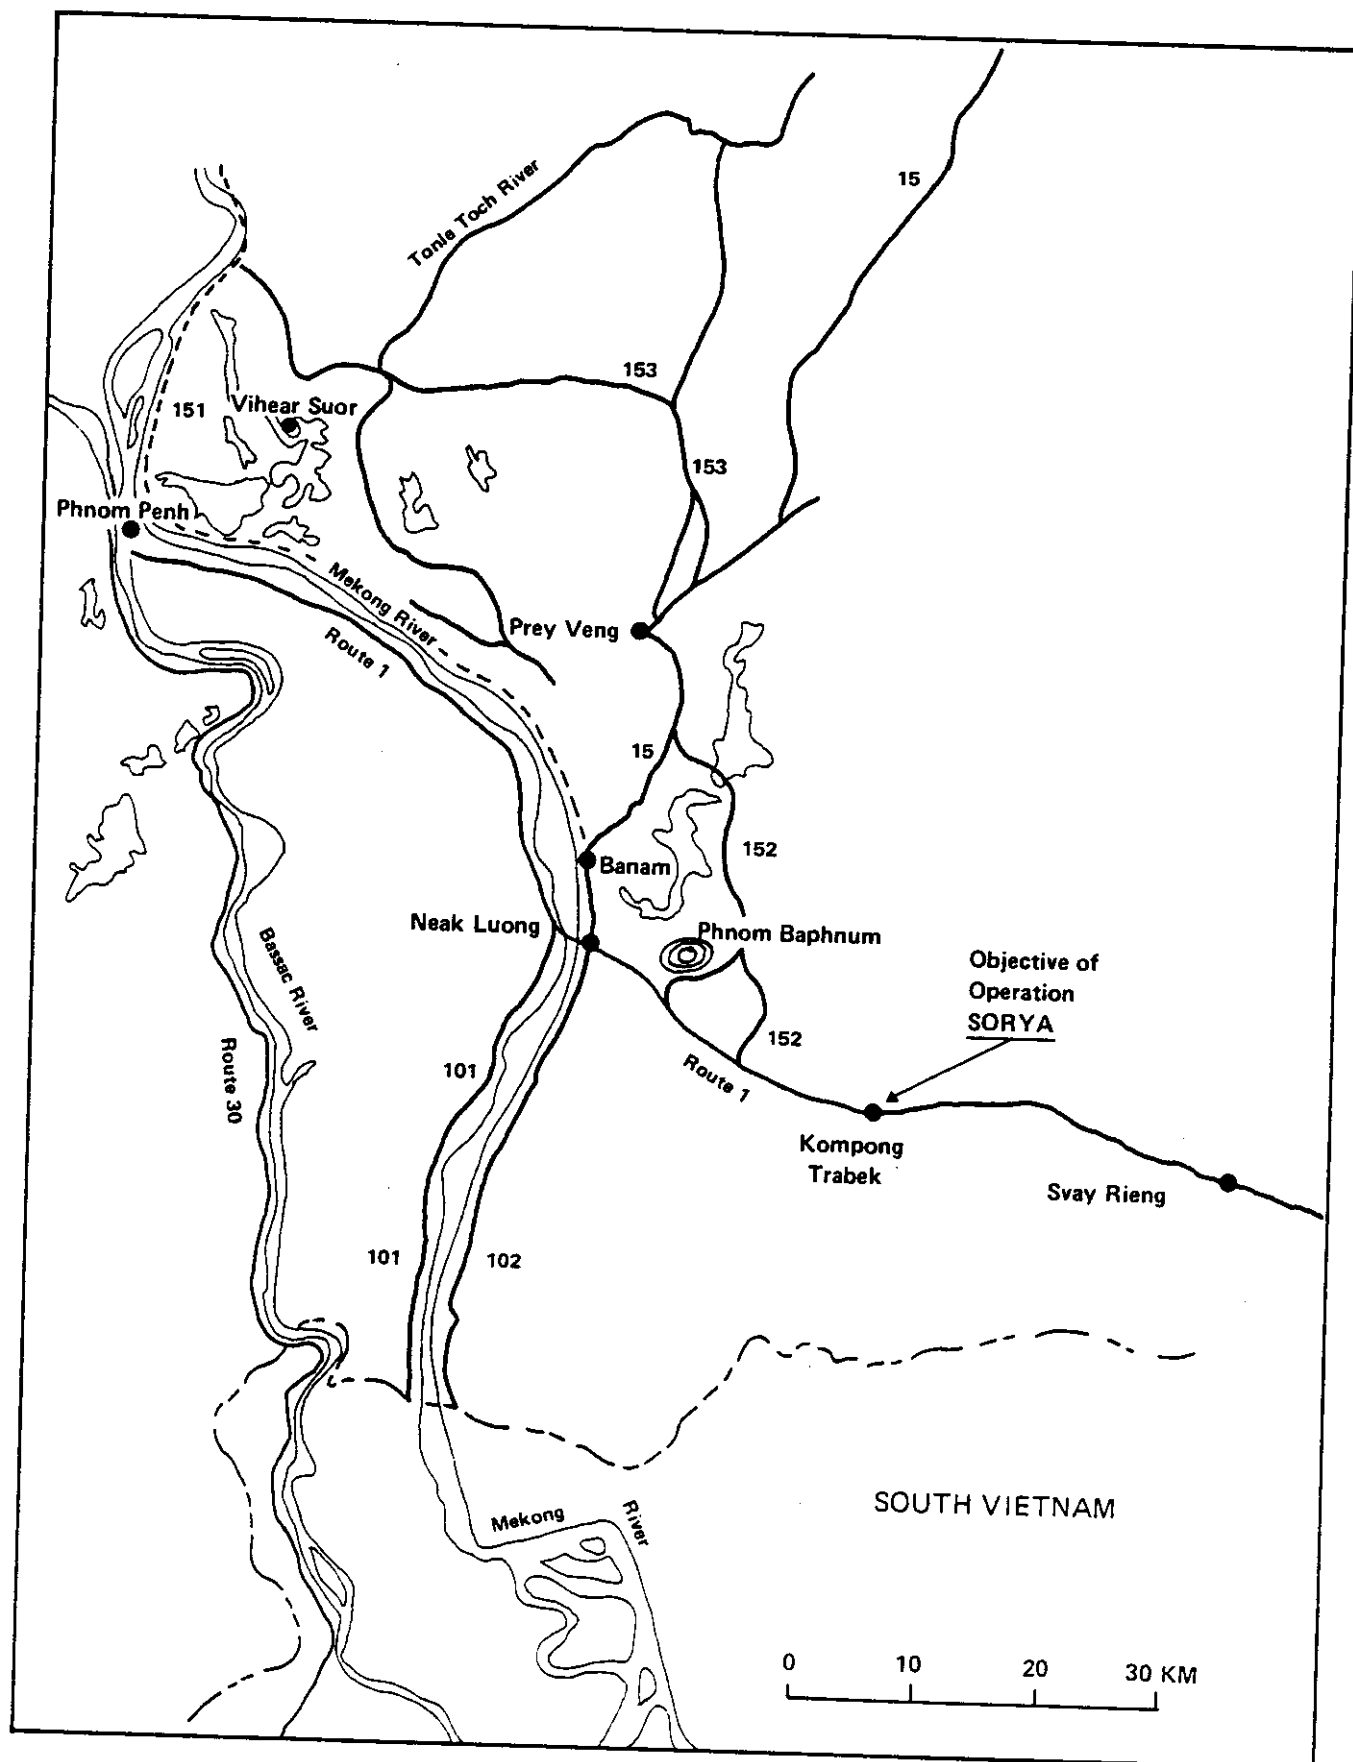 15
Tonle Toch River
153
151
Vihear Suor
153
Phnom Penh
Mekong River
Prey Veng
Route 1
15
152
Banam
Neak Luong
Phnom Baphnum
Bassac River
Objective of
Operation
SORYA
152
Route 30
101
Route 1
Kompong
Trabek
Svay Rieng
101
102
SOUTH VIETNAM
Mekong
River
0
10
20
30 KM